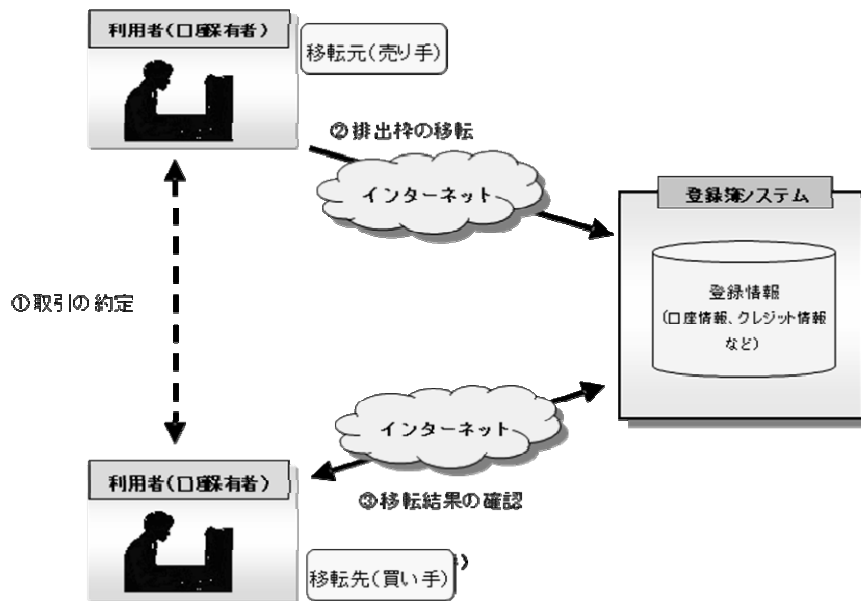 利用者(口座保有者)
移転元(売り手)
②排出枠の移転
インターネット
登録簿システム
登録情報
(口座情報、クレジット情報
など)
①取引の約定
インターネット
利用者(口座保有者)
③移転結果の確認
移転先(買い手)